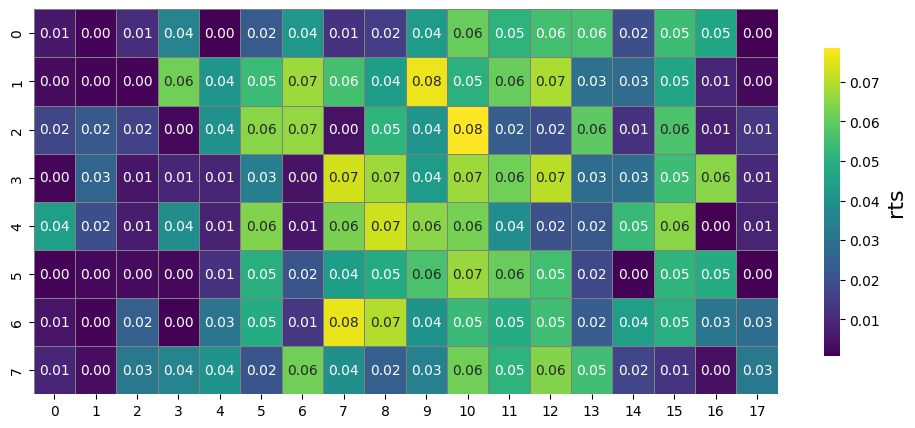 0 0.01 0.00 0.01 0.04 0.00 0.02 0.04 0.01 0.02 0.04 0.06 0.05 0.06 0.06 0.02 0.05 0.05 0.00
1 0.00 0.00 0.00 0.06 0.04 0.05 0.07 0.06 0.04 0.08 0.05 0.06 0.07 0.03 0.03 0.05 0.01 0.00
2 0.02 0.02 0.02 0.00 0.04 0.06 0.07 0.00 0.05 0.04 0.08 0.02 0.02 0.06 0.01 0.06 0.01 0.01
3 0.00 0.03 0.01 0.01 0.01 0.03 0.00 0.07 0.07 0.04 0.07 0.06 0.07 0.03 0.03 0.05 0.06 0.01
4 0.04 0.02 0.01 0.04 0.01 0.06 0.01 0.06 0.07 0.06 0.06 0.04 0.02 0.02 0.05 0.06 0.00 0.01
5 0.00 0.00 0.00 0.00 0.01 0.05 0.02 0.04 0.05 0.06 0.07 0.06 0.05 0.02 0.00 0.05 0.05 0.00
6 0.01 0.00 0.02 0.00 0.03 0.05 0.01 0.08 0.07 0.04 0.05 0.05 0.05 0.02 0.04 0.05 0.03 0.03
7 0.01 0.00 0.03 0.04 0.04 0.02 0.06 0.04 0.02 0.03 0.06 0.05 0.06 0.05 0.02 0.01 0.00 0.03
0 1 2 3 4 5 6 7 8 9 10 11 12 13 14 15 16 17
0.07
0.06
0.05
0.04
0.03
0.02
0.01
rts